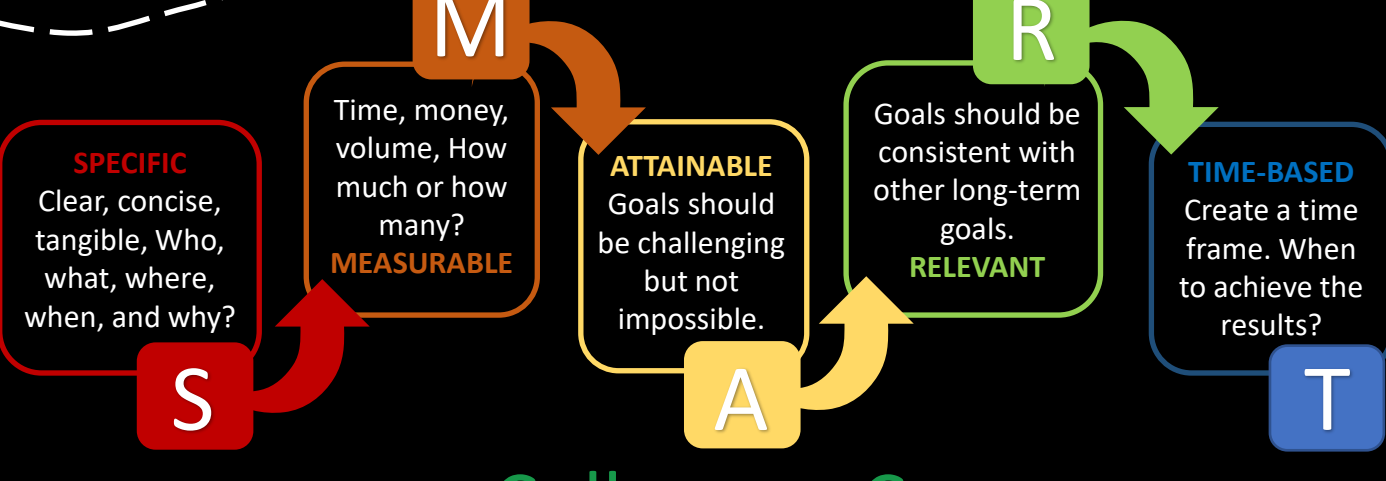 SPECIFIC
Clear, concise,
tangible, Who,
what, where,
when, and why?
S
M
Time, money,
volume, How
much or how
many?
MEASURABLE
ATTAINABLE
Goals should
be challenging
but not
impossible.
A
R
Goals should be
consistent with
other long-term
goals.
RELEVANT
TIME-BASED
Create a time
frame. When
to achieve the
results?
T